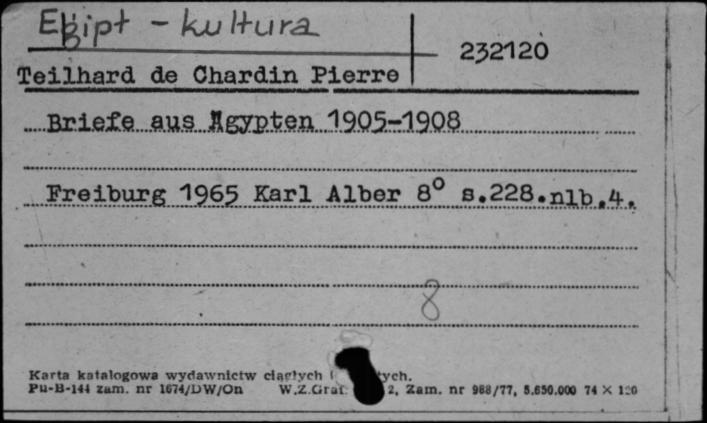 Egipt - kultura
232120
Teilhard de Chardin Pierre
Briefe aus Ägypten 1905-1908
Freiburg 1965 Karl Alber 8° s.228.nlb.4.
8
Karta katalogowa wydawnictw ciągłych
Pu-B-144 zam. nr 1674/DW/On W.Z.Graf. 2, Zam. nr 988/77, 5.650.000 74 X 120